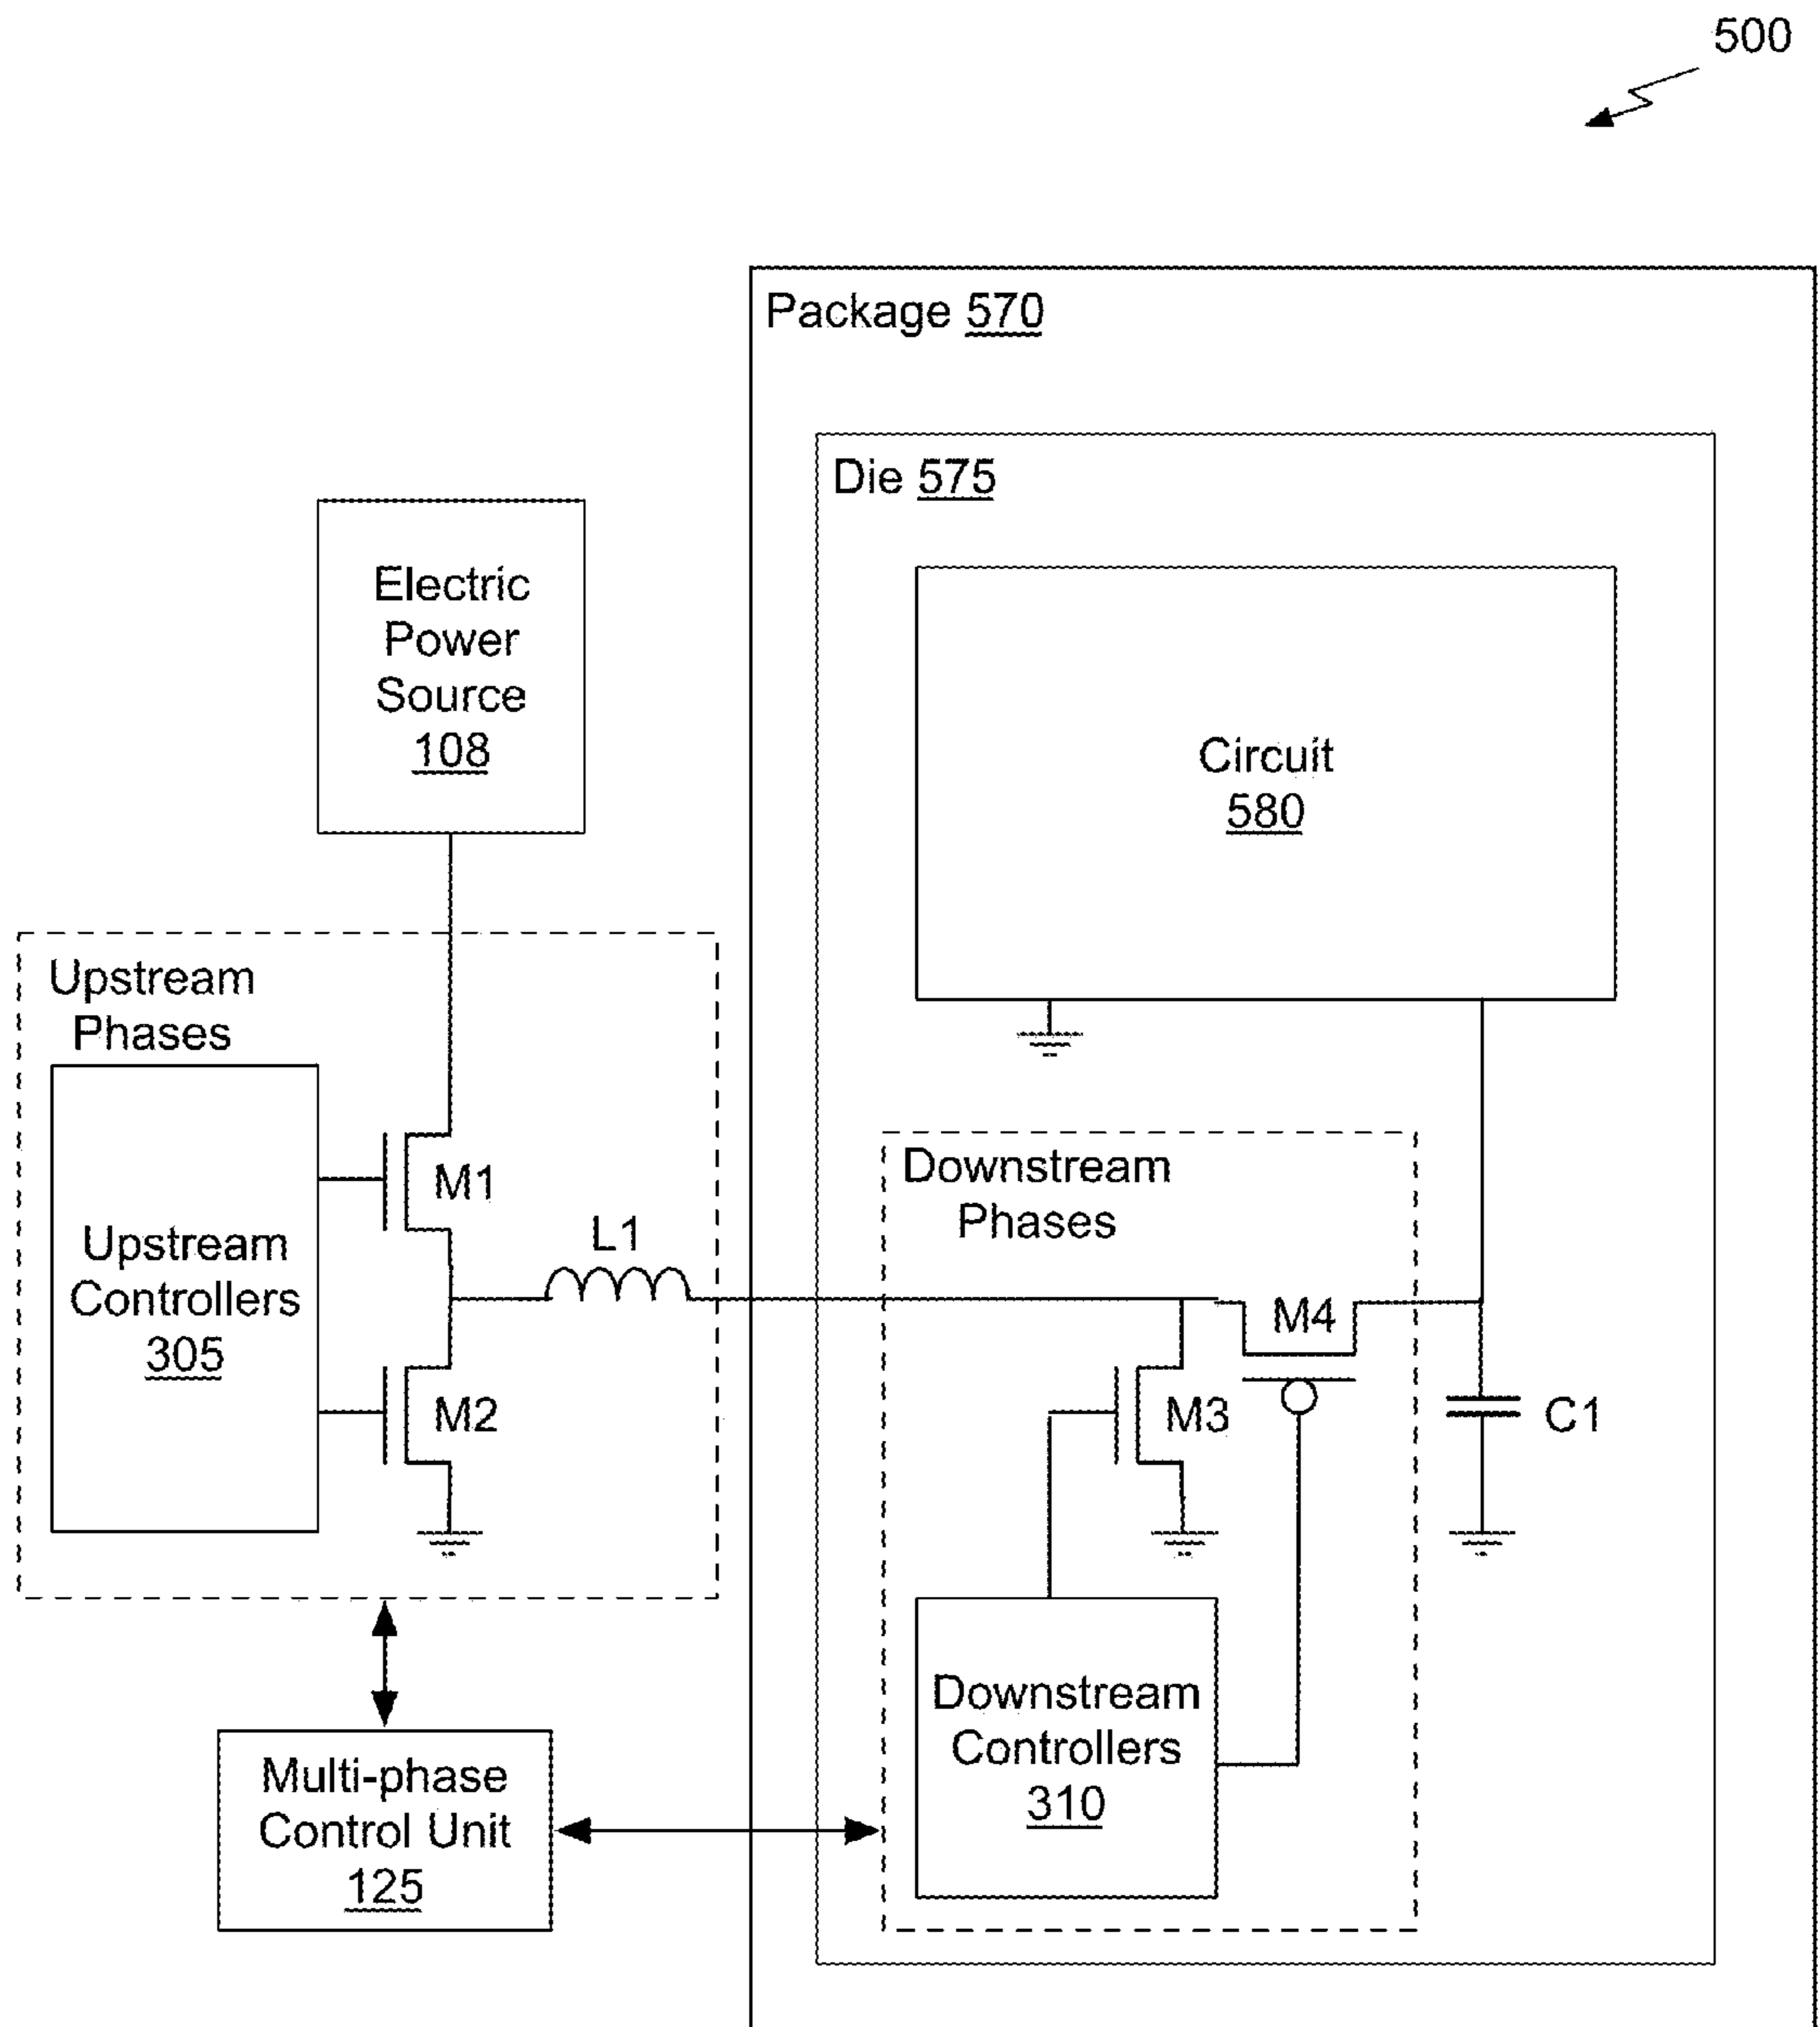 500
Package 570
Die 575
Electric
Power
Source
108
Circuit
580
Upstream
Phases
M1
Upstream
Controllers
305
L1
M2
Downstream
Phases
M4
M3
C1
Downstream
Controllers
310
Multi-phase
Control Unit
125